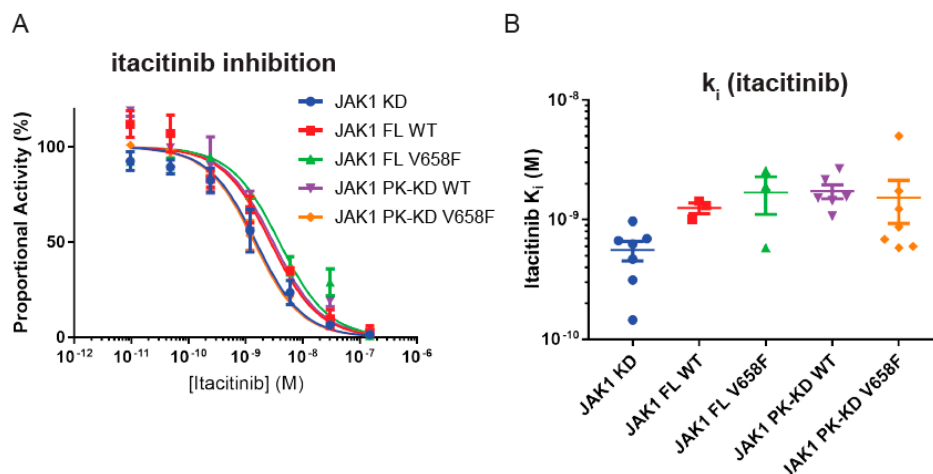 A
itacitinib inhibition
Proportional Activity (%)
100
50
0
10-12
10-11
10-10
10-9
10-8
10-7
10-6
[Itacitinib] (M)
JAK1 KD
JAK1 FL WT
JAK1 FL V658F
JAK1 PK-KD WT
JAK1 PK-KD V658F
B
ki (itacitinib)
Itacitinib Ki (M)
10-8
10-9
10-10
JAK1 KD
JAK1 FL WT
JAK1 FL V658F
JAK1 PK-KD WT
JAK1 PK-KD V658F